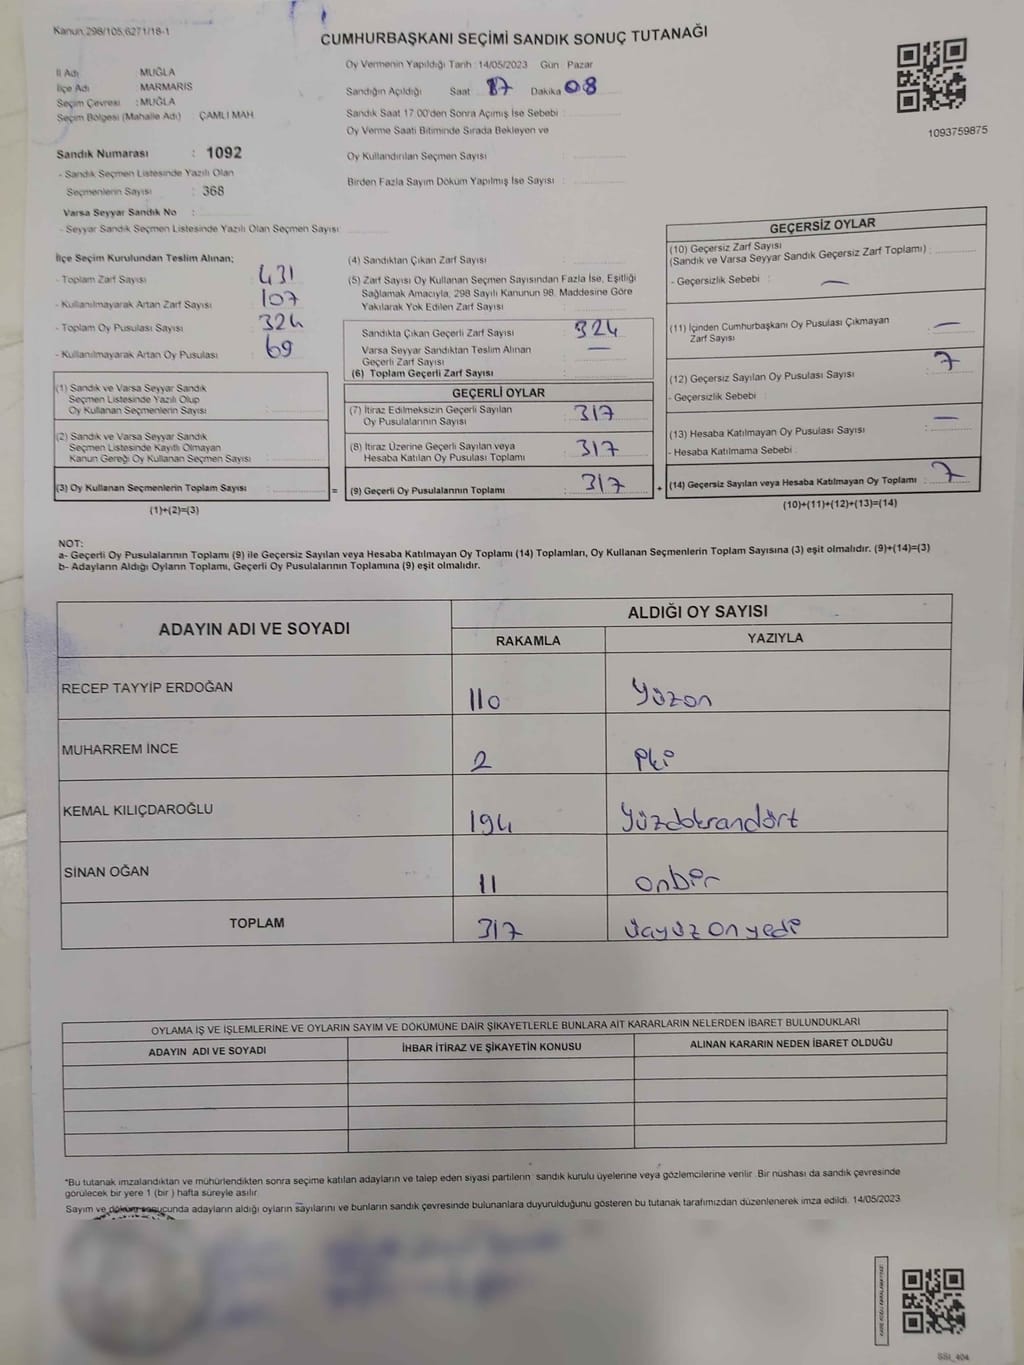 Kanun,298/105,6271/18-1
CUMHURBAŞKANI SEÇİMİ SANDIK SONUÇ TUTANAĞI
İl Adı MUĞLA
İlçe Adı MARMARIS
Seçim Çevresi : MUĞLA
Seçim Bölgesi (Mahalle Adı) ÇAMLI MAH
Sandık Numarası : 1092
- Sandık Seçmen Listesinde Yazılı Olan
Seçmenlerin Sayısı : 368
Varsa Seyyar Sandık No :
- Seyyar Sandık Seçmen Listesinde Yazılı Olan Seçmen Sayısı
Oy Vermenin Yapıldığı Tarih : 14/05/2023 Gün : Pazar
Sandığın Açıldığı Saat 17 Dakika 08
Sandık Saat 17:00'den Sonra Açımış İse Sebebi :
Oy Verme Saati Bitiminde Sırada Bekleyen ve
Oy Kullandırılan Seçmen Sayısı :
Birden Fazla Sayım Döküm Yapılmış İse Sayısı :
1093759875
İlçe Seçim Kurulundan Teslim Alınan;
- Toplam Zarf Sayısı : 431
- Kullanılmayarak Artan Zarf Sayısı : 107
- Toplam Oy Pusulası Sayısı : 324
- Kullanılmayarak Artan Oy Pusulası : 69
(1) Sandık ve Varsa Seyyar Sandık
Seçmen Listesinde Yazılı Olup
Oy Kullanan Seçmenlerin Sayısı :
(2) Sandık ve Varsa Seyyar Sandık
Seçmen Listesinde Kayıtlı Olmayan
Kanun Gereği Oy Kullanan Seçmen Sayısı :
(3) Oy Kullanan Seçmenlerin Toplam Sayısı : =
(1)+(2)=(3)
(4) Sandıktan Çıkan Zarf Sayısı :
(5) Zarf Sayısı Oy Kullanan Seçmen Sayısından Fazla İse, Eşitliği
Sağlamak Amacıyla, 298 Sayılı Kanunun 98. Maddesine Göre
Yakılarak Yok Edilen Zarf Sayısı :
Sandıkta Çıkan Geçerli Zarf Sayısı : 324
Varsa Seyyar Sandıktan Teslim Alınan
Geçerli Zarf Sayısı : —
(6) Toplam Geçerli Zarf Sayısı :
GEÇERLİ OYLAR
(7) İtiraz Edilmeksizin Geçerli Sayılan
Oy Pusulalarının Sayısı : 317
(8) İtiraz Üzerine Geçerli Sayılan veya
Hesaba Katılan Oy Pusulası Toplamı : 317
(9) Geçerli Oy Pusulalarının Toplamı : 317 +
GEÇERSİZ OYLAR
(10) Geçersiz Zarf Sayısı
(Sandık ve Varsa Seyyar Sandık Geçersiz Zarf Toplamı) :
- Geçersizlik Sebebi : —
(11) İçinden Cumhurbaşkanı Oy Pusulası Çıkmayan
Zarf Sayısı : —
(12) Geçersiz Sayılan Oy Pusulası Sayısı : 7
- Geçersizlik Sebebi :
(13) Hesaba Katılmayan Oy Pusulası Sayısı : —
- Hesaba Katılmama Sebebi :
(14) Geçersiz Sayılan veya Hesaba Katılmayan Oy Toplamı : 7
(10)+(11)+(12)+(13)=(14)
NOT:
a- Geçerli Oy Pusulalarının Toplamı (9) ile Geçersiz Sayılan veya Hesaba Katılmayan Oy Toplamı (14) Toplamları, Oy Kullanan Seçmenlerin Toplam Sayısına (3) eşit olmalıdır. (9)+(14)=(3)
b- Adayların Aldığı Oyların Toplamı, Geçerli Oy Pusulalarının Toplamına (9) eşit olmalıdır.
ADAYIN ADI VE SOYADI ALDIĞI OY SAYISI
RAKAMLA YAZIYLA
RECEP TAYYİP ERDOĞAN 110 Yüzon
MUHARREM İNCE 2 iki
KEMAL KILIÇDAROĞLU 194 Yüzdoksandört
SİNAN OĞAN 11 onbir
TOPLAM 317 üçyüz on yedi
OYLAMA İŞ VE İŞLEMLERİNE VE OYLARIN SAYIM VE DÖKÜMÜNE DAİR ŞİKAYETLERLE BUNLARA AİT KARARLARIN NELERDEN İBARET BULUNDUKLARI
ADAYIN ADI VE SOYADI İHBAR İTİRAZ VE ŞİKAYETİN KONUSU ALINAN KARARIN NEDEN İBARET OLDUĞU
*Bu tutanak imzalandıktan ve mühürlendikten sonra seçime katılan adayların ve talep eden siyasi partilerin sandık kurulu üyelerine veya gözlemcilerine verilir. Bir nüshası da sandık çevresinde
görülecek bir yere 1 (bir ) hafta süreyle asılır.
Sayım ve döküm sonucunda adayların aldığı oyların sayılarını ve bunların sandık çevresinde bulunanlara duyurulduğunu gösteren bu tutanak tarafımızdan düzenlenerek imza edildi. 14/05/2023
SSI_404